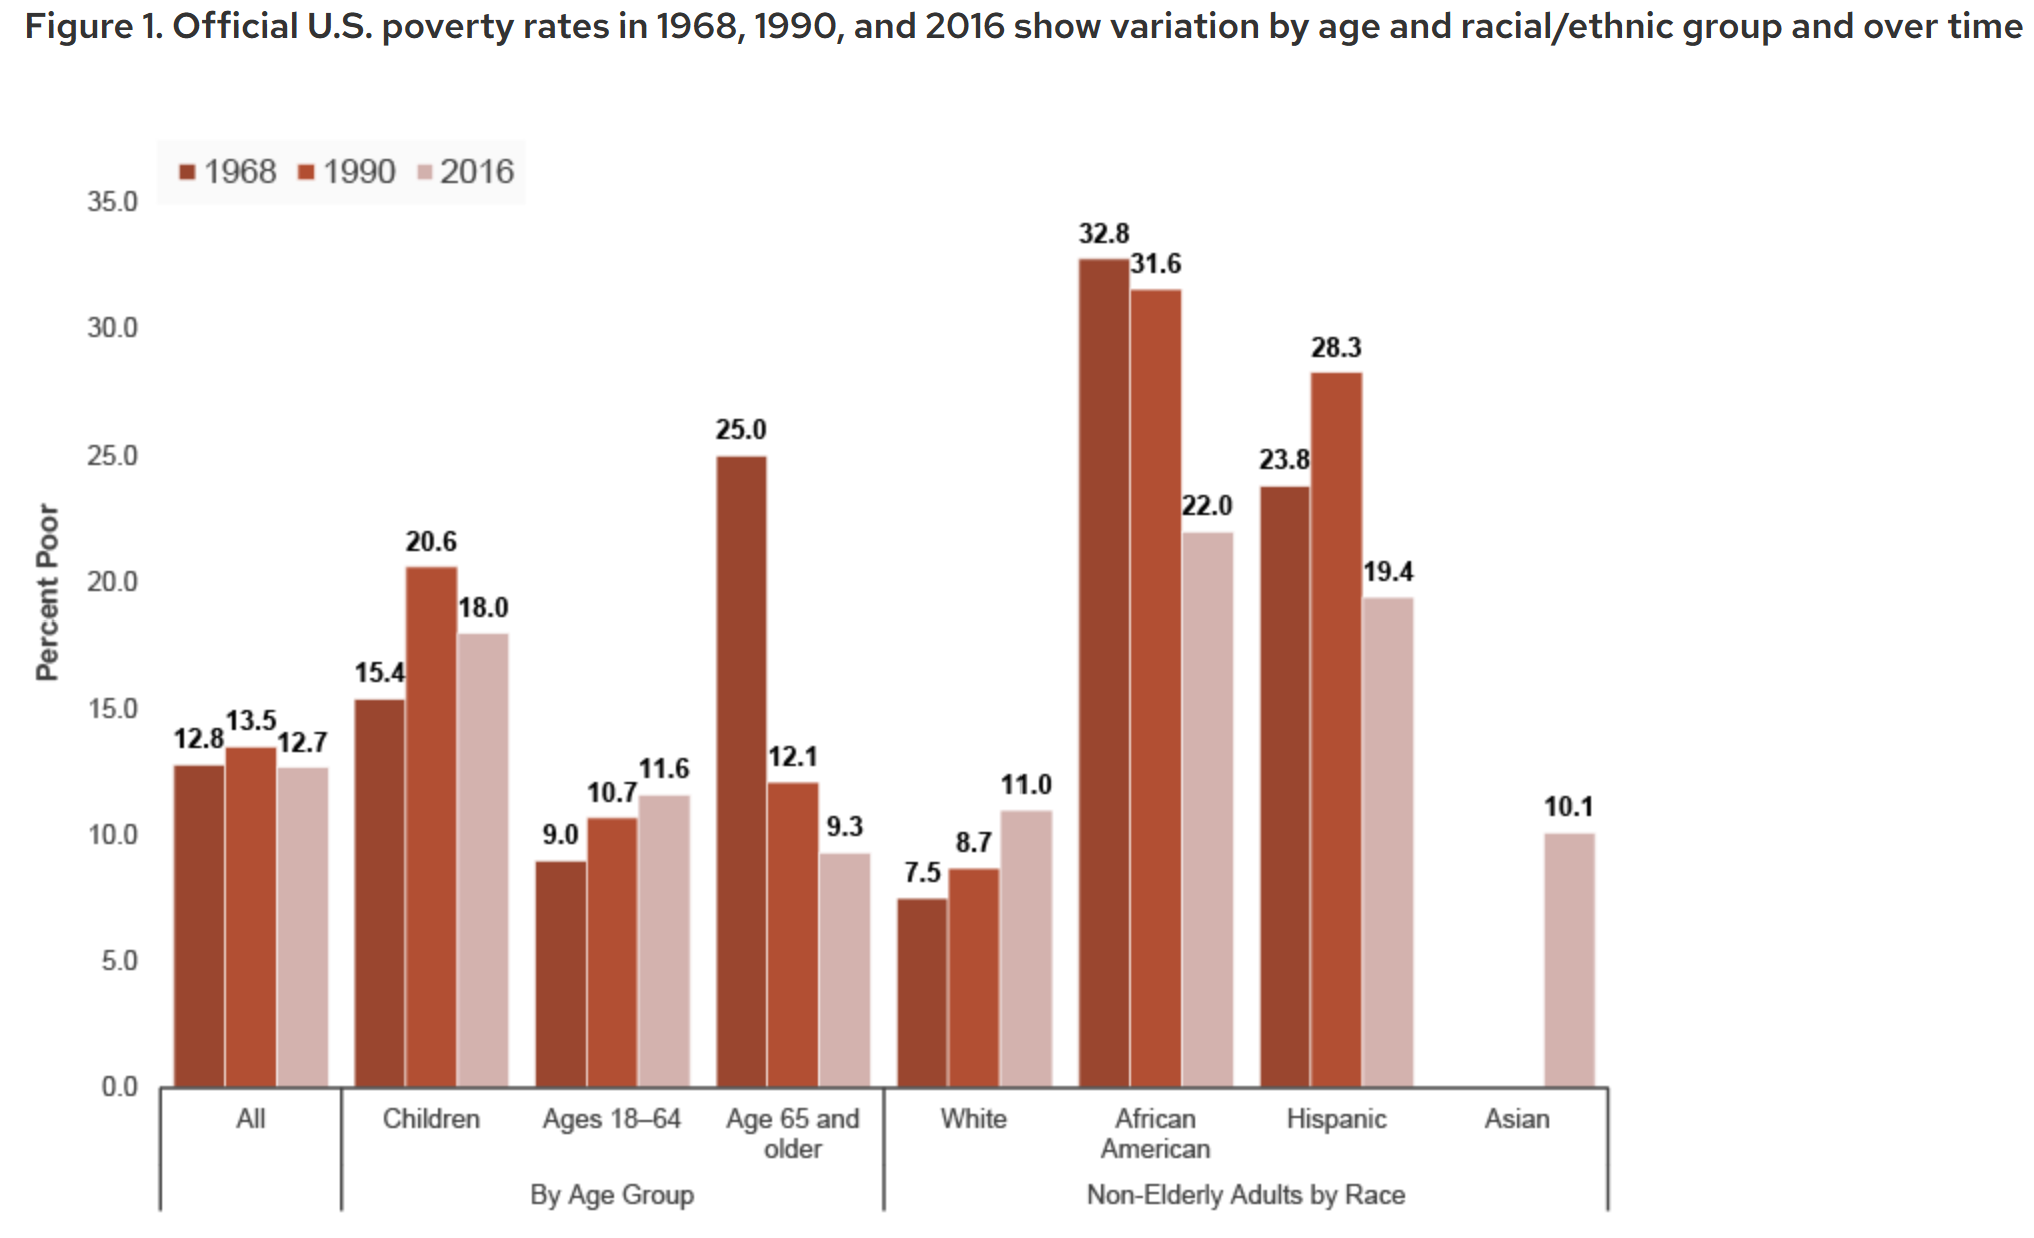 Figure 1. Official U.S. poverty rates in 1968, 1990, and 2016 show variation by age and racial/ethnic group and over time
1968 1990 2016
35.0
30.0
25.0
20.0
15.0
10.0
5.0
0.0
Percent Poor
12.8 13.5 12.7
15.4 20.6 18.0
9.0 10.7 11.6
25.0 12.1 9.3
7.5 8.7 11.0
32.8 31.6 22.0
23.8 28.3 19.4
10.1
All
Children
Ages 18–64
Age 65 and
older
White
African
American
Hispanic
Asian
By Age Group
Non-Elderly Adults by Race